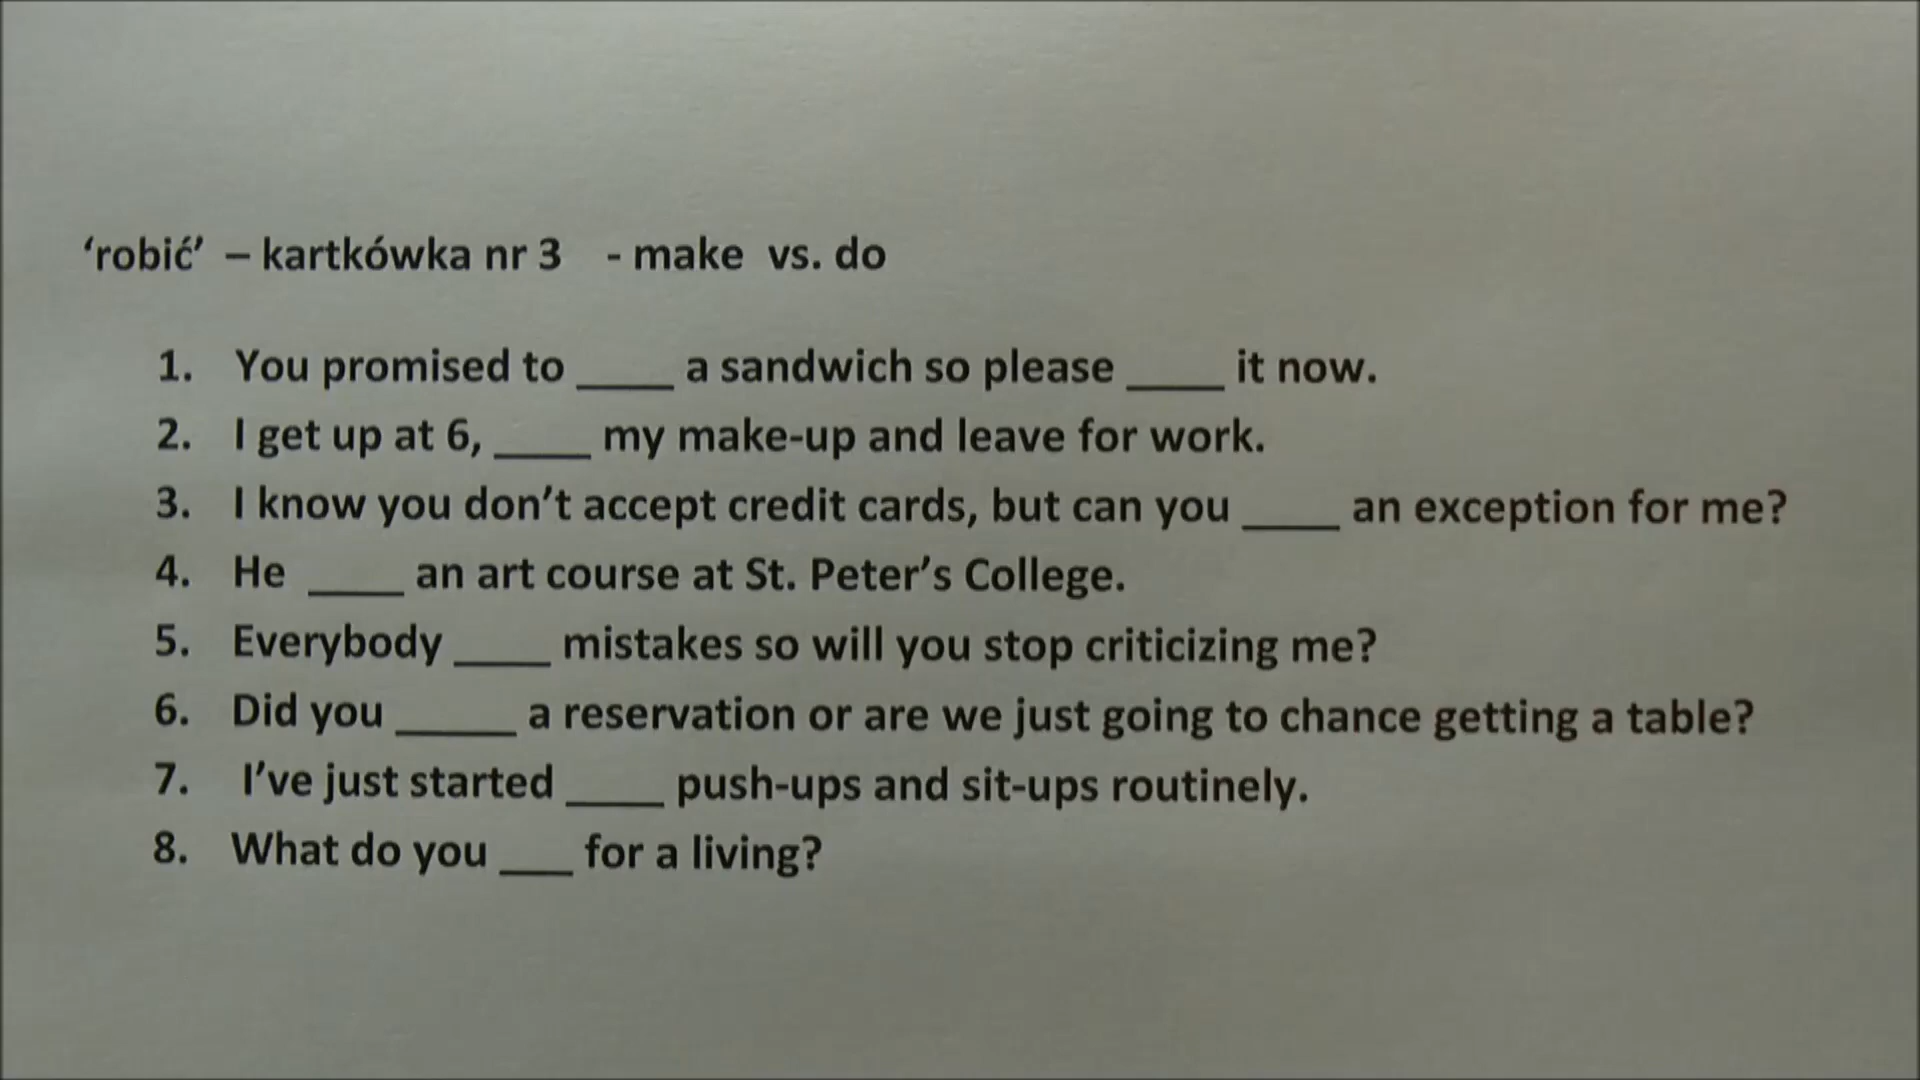 ‘robić’ – kartkówka nr 3 - make vs. do
1. You promised to ____ a sandwich so please ____ it now.
2. I get up at 6, ____ my make-up and leave for work.
3. I know you don’t accept credit cards, but can you ____ an exception for me?
4. He ____ an art course at St. Peter’s College.
5. Everybody ____ mistakes so will you stop criticizing me?
6. Did you _____ a reservation or are we just going to chance getting a table?
7. I’ve just started ____ push-ups and sit-ups routinely.
8. What do you ___ for a living?